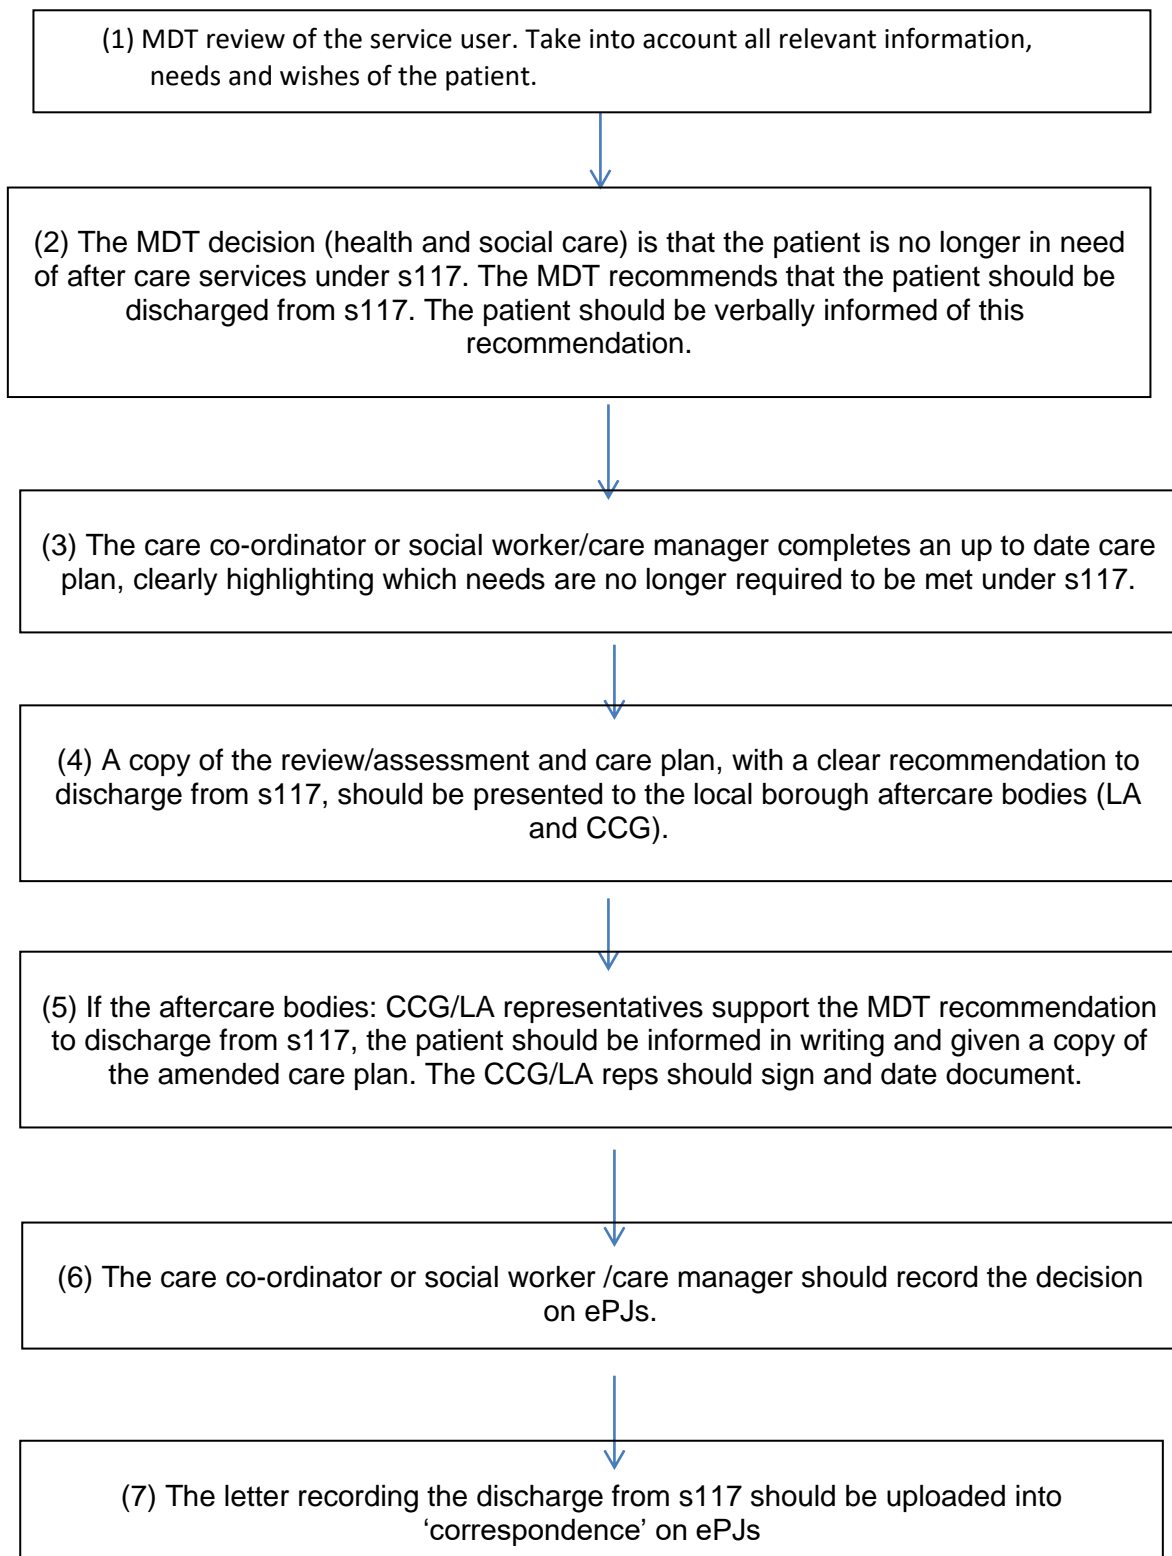 (1) MDT review of the service user. Take into account all relevant information,
needs and wishes of the patient.
(2) The MDT decision (health and social care) is that the patient is no longer in need
of after care services under s117. The MDT recommends that the patient should be
discharged from s117. The patient should be verbally informed of this
recommendation.
(3) The care co-ordinator or social worker/care manager completes an up to date care
plan, clearly highlighting which needs are no longer required to be met under s117.
(4) A copy of the review/assessment and care plan, with a clear recommendation to
discharge from s117, should be presented to the local borough aftercare bodies (LA
and CCG).
(5) If the aftercare bodies: CCG/LA representatives support the MDT recommendation
to discharge from s117, the patient should be informed in writing and given a copy of
the amended care plan. The CCG/LA reps should sign and date document.
(6) The care co-ordinator or social worker /care manager should record the decision
on ePJs.
(7) The letter recording the discharge from s117 should be uploaded into
‘correspondence’ on ePJs